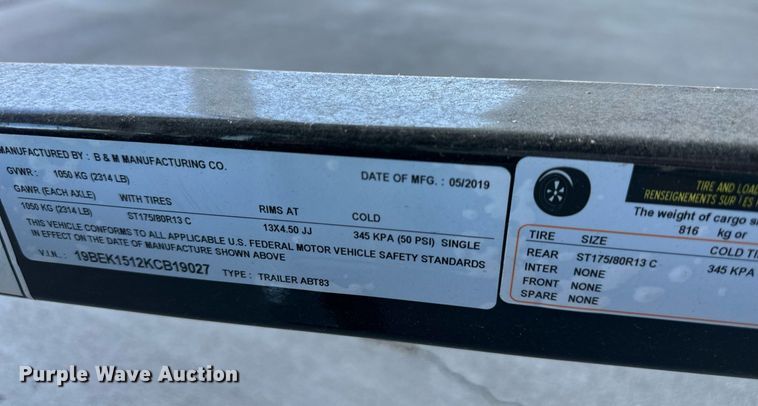 MANUFACTURED BY : B & M MANUFACTURING CO.
GVWR : 1050 KG (2314 LB) DATE OF MFG. : 05/2019
GAWR (EACH AXLE) WITH TIRES RIMS AT COLD
1050 KG (2314 LB) ST175/80R13 C 13X4.50 JJ 345 KPA (50 PSI) SINGLE
THIS VEHICLE CONFORMS TO ALL APPLICABLE U.S. FEDERAL MOTOR VEHICLE SAFETY STANDARDS
IN EFFECT ON THE DATE OF MANUFACTURE SHOWN ABOVE
V.I.N. : 19BEK1512KCB19027 TYPE : TRAILER ABT83
TIRE AND LOA
RENSEIGNEMENTS SUR LES
The weight of cargo
816 kg or
TIRE SIZE COLD TI
REAR ST175/80R13 C 345 KPA
INTER NONE
FRONT NONE
SPARE NONE
Purple Wave Auction